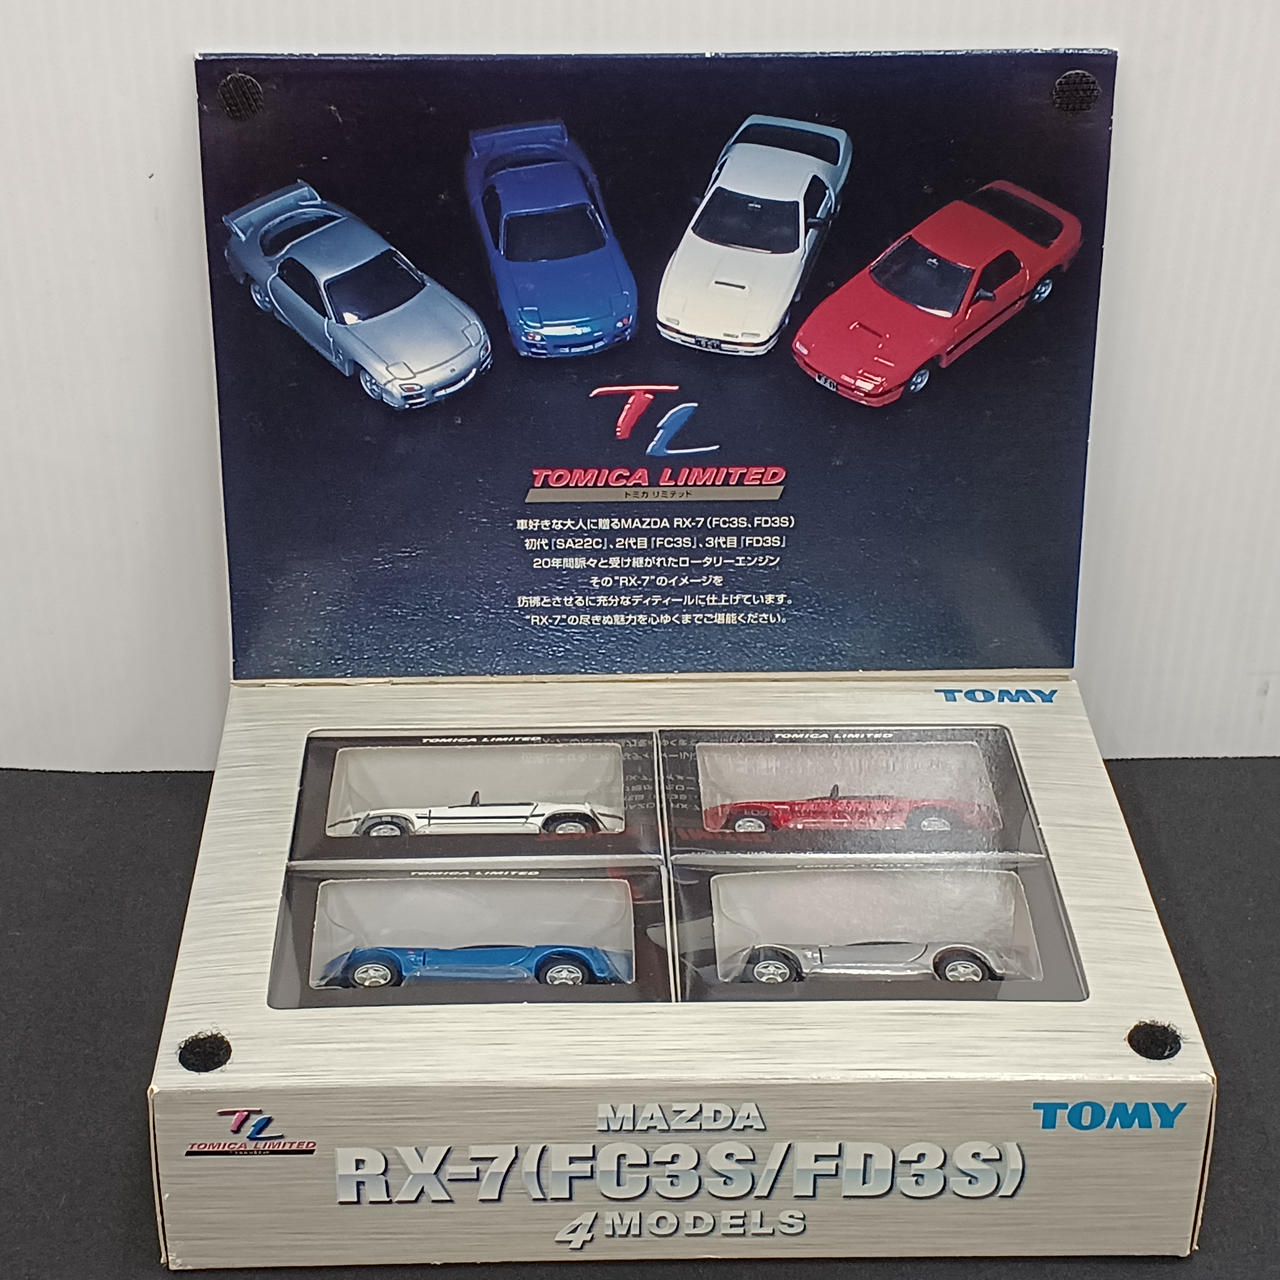 TL
TOMICA LIMITED
トミカ リミテッド
車好きな大人に贈るMAZDA RX-7(FC3S、FD3S)
初代「SA22C」、2代目「FC3S」、3代目「FD3S」
20年間脈々と受け継がれたロータリーエンジン
その"RX-7"のイメージを
彷彿とさせるに充分なディティールに仕上げています。
"RX-7"の尽きぬ魅力を心ゆくまでご堪能ください。
TOMY
TOMICA LIMITED
TOMICA LIMITED
TOMICA LIMITED
TOMICA LIMITED
TL
TOMICA LIMITED
MAZDA
TOMY
RX-7(FC3S/FD3S)
4 MODELS